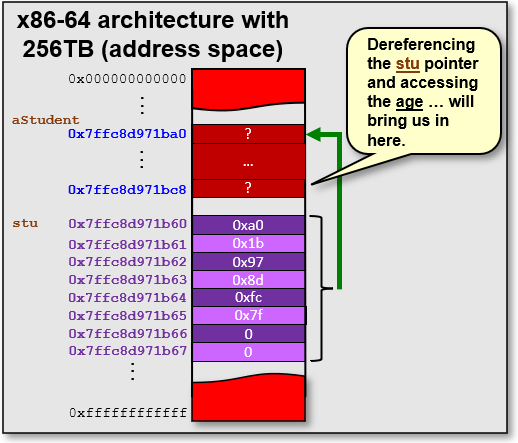 x86-64 architecture with
256TB (address space)
Dereferencing
the stu pointer
and accessing
the age ... will
bring us in
here.
0x000000000000
aStudent
0x7ffc8d971ba0 ?
...
0x7ffc8d971bc8 ?
stu 0x7ffc8d971b60 0xa0
0x7ffc8d971b61 0x1b
0x7ffc8d971b62 0x97
0x7ffc8d971b63 0x8d
0x7ffc8d971b64 0xfc
0x7ffc8d971b65 0x7f
0x7ffc8d971b66 0
0x7ffc8d971b67 0
0xffffffffffff